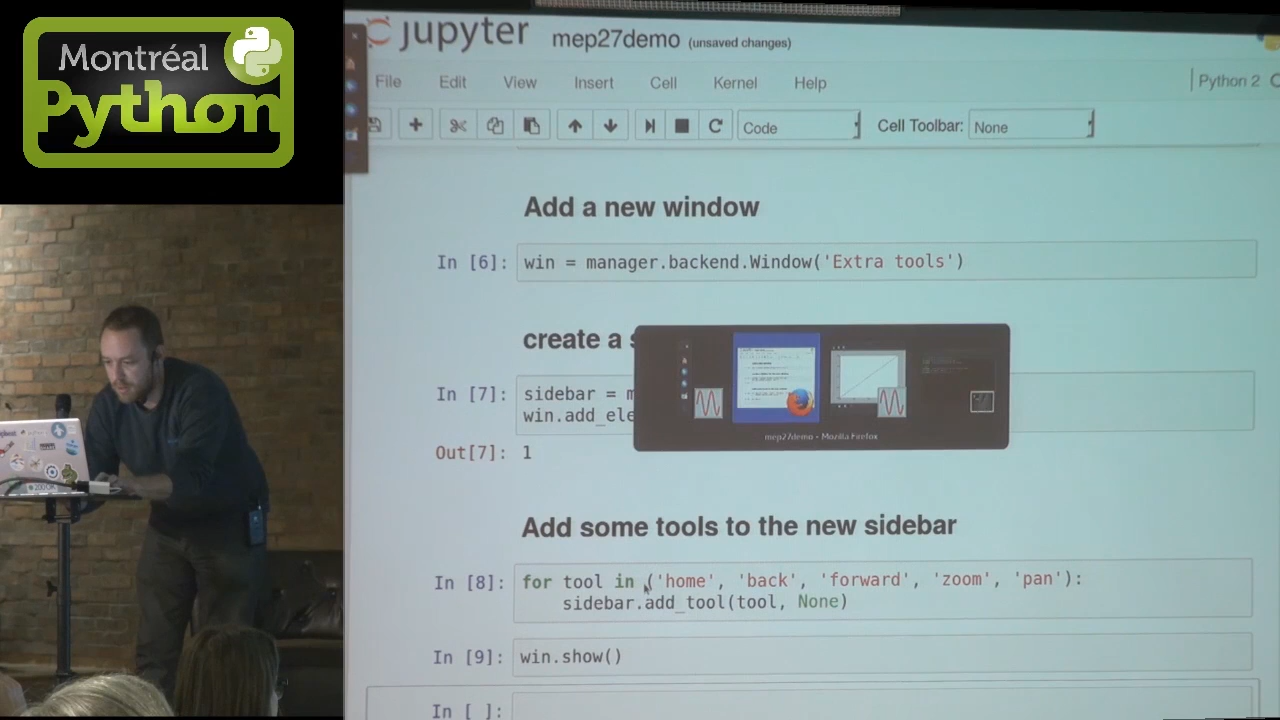 Montréal
Python
jupyter mep27demo (unsaved changes)
File Edit View Insert Cell Kernel Help
Python 2
Code
Cell Toolbar: None
Add a new window
In [6]: win = manager.backend.Window('Extra tools')
create a
In [7]: sidebar =
win.add_ele
mep27demo - Mozilla Firefox
Out[7]: 1
Add some tools to the new sidebar
In [8]: for tool in ('home', 'back', 'forward', 'zoom', 'pan'):
sidebar.add_tool(tool, None)
In [9]: win.show()
In [ ]: